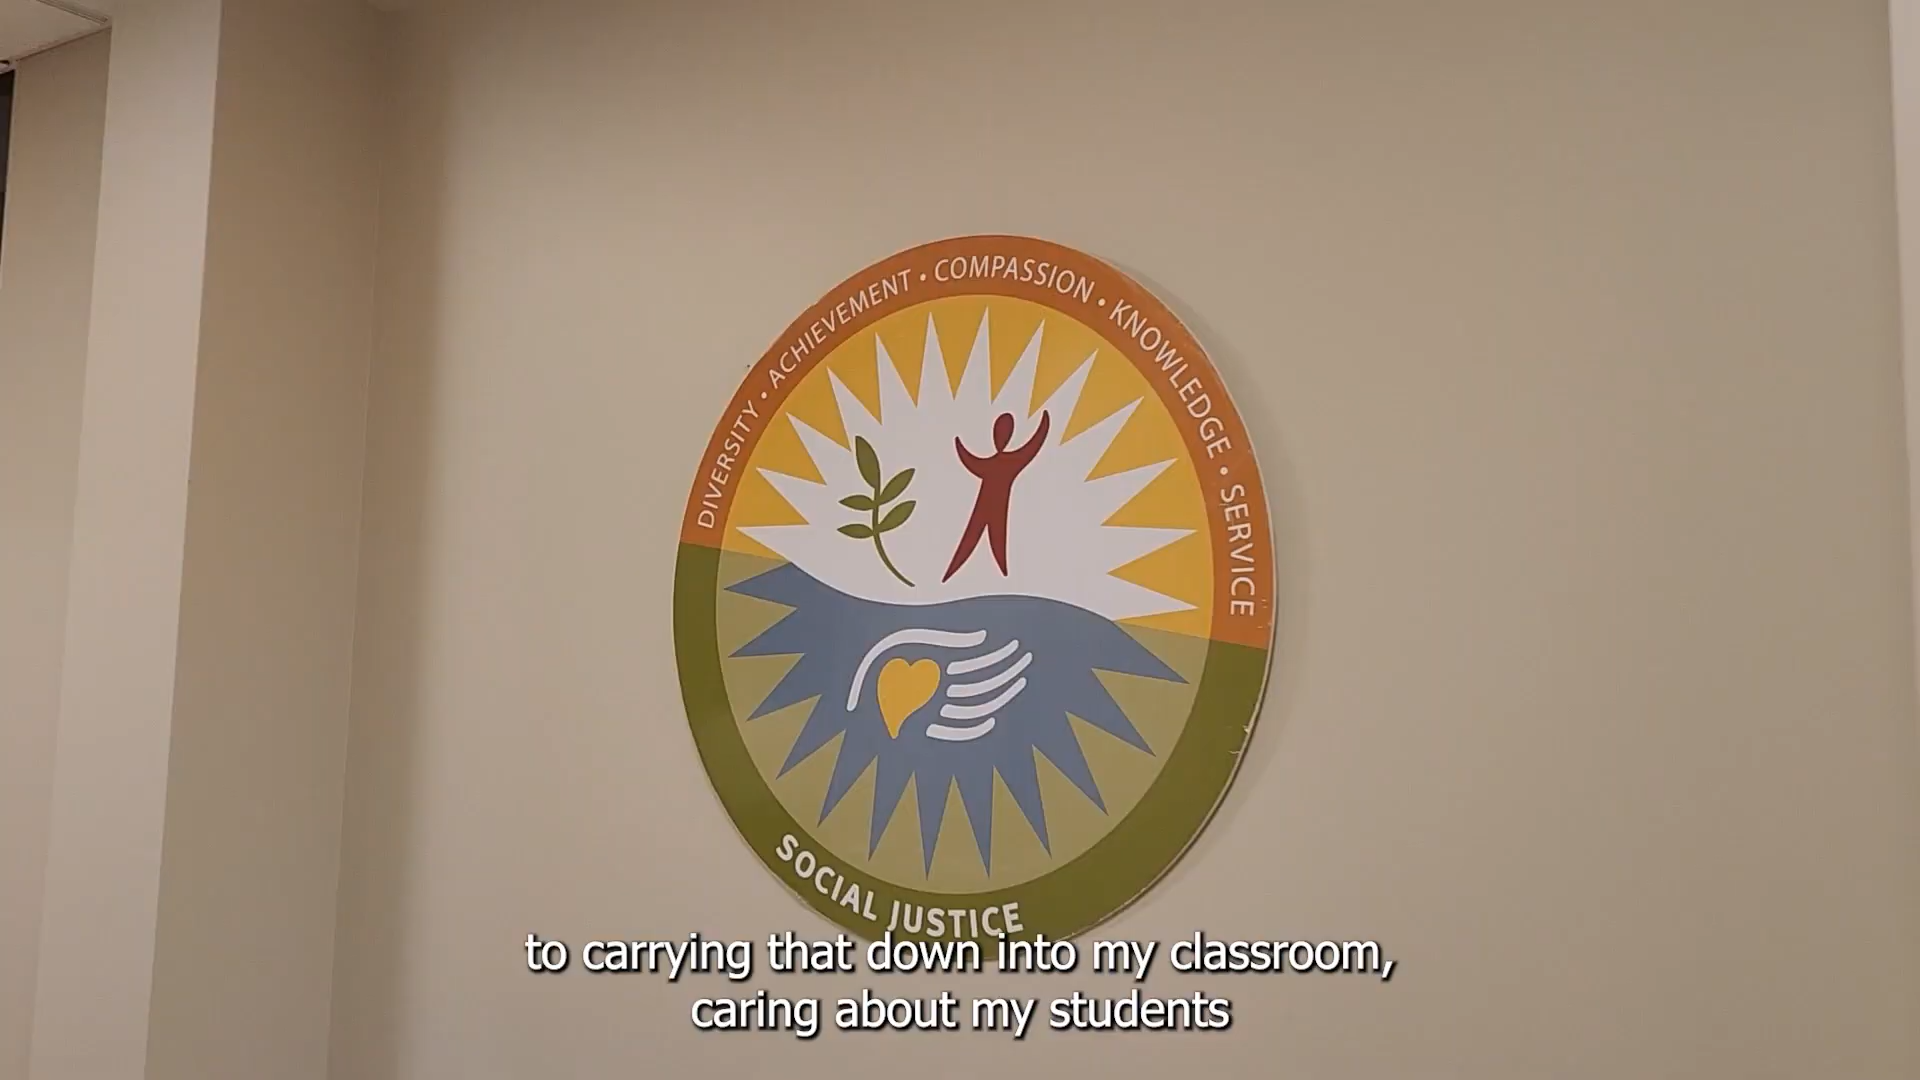 DIVERSITY • ACHIEVEMENT • COMPASSION • KNOWLEDGE • SERVICE
SOCIAL JUSTICE
to carrying that down into my classroom,
caring about my students